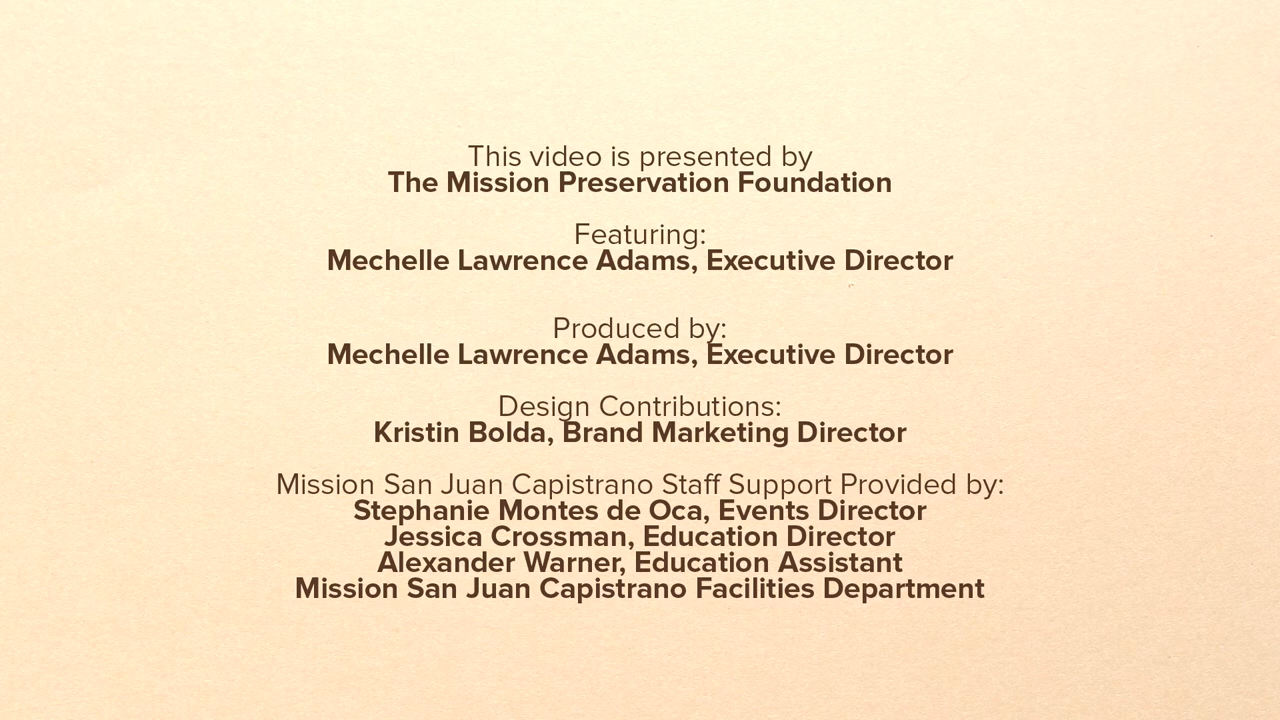 This video is presented by
The Mission Preservation Foundation
Featuring:
Mechelle Lawrence Adams, Executive Director
Produced by:
Mechelle Lawrence Adams, Executive Director
Design Contributions:
Kristin Bolda, Brand Marketing Director
Mission San Juan Capistrano Staff Support Provided by:
Stephanie Montes de Oca, Events Director
Jessica Crossman, Education Director
Alexander Warner, Education Assistant
Mission San Juan Capistrano Facilities Department